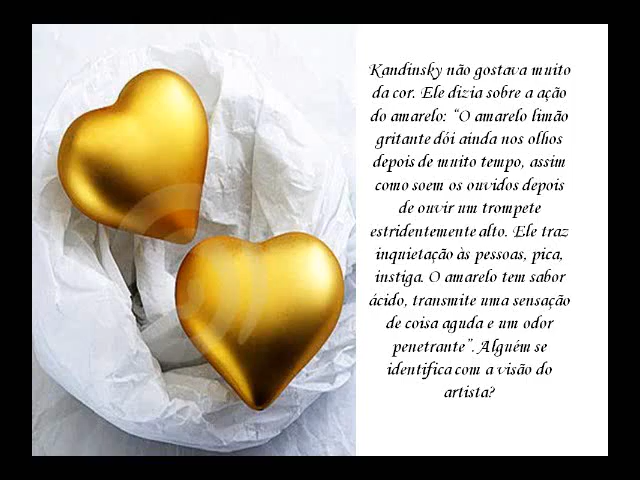 Kandinsky não gostava muito
da cor. Ele dizia sobre a ação
do amarelo: “O amarelo limão
gritante dói ainda nos olhos
depois de muito tempo, assim
como soem os ouvidos depois
de ouvir um trompete
estridentemente alto. Ele traz
inquietação às pessoas, pica,
instiga. O amarelo tem sabor
ácido, transmite uma sensação
de coisa aguda e um odor
penetrante”. Alguém se
identifica com a visão do
artista?